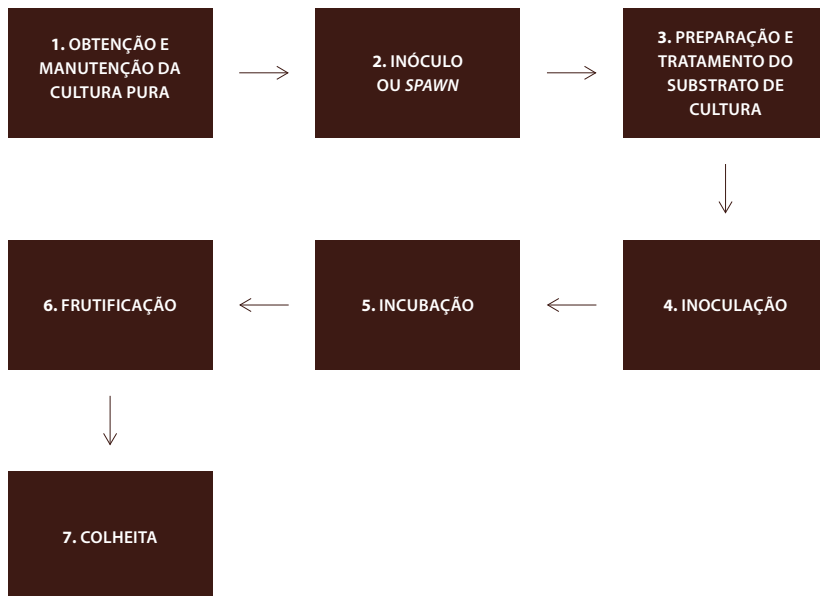 1. OBTENÇÃO E
MANUTENÇÃO DA
CULTURA PURA
2. INÓCULO
OU SPAWN
3. PREPARAÇÃO E
TRATAMENTO DO
SUBSTRATO DE
CULTURA
4. INOCULAÇÃO
5. INCUBAÇÃO
6. FRUTIFICAÇÃO
7. COLHEITA